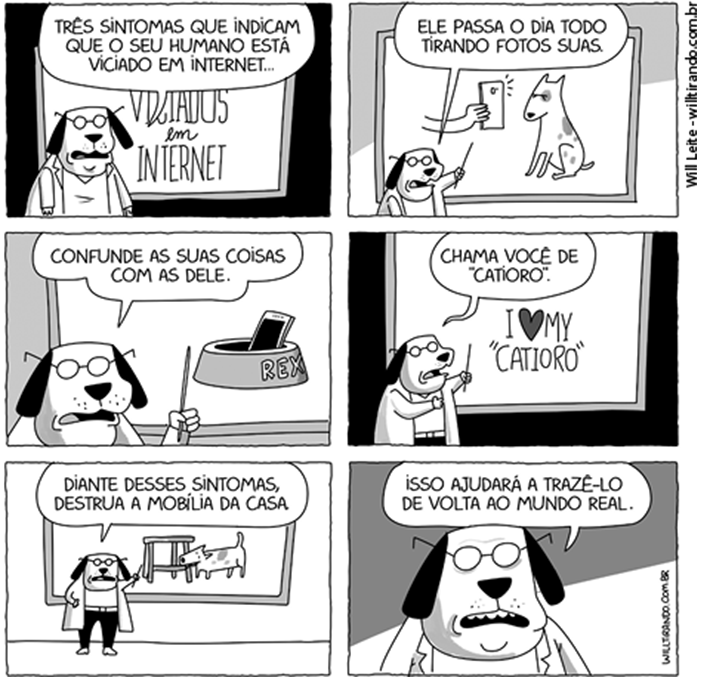 TRÊS SINTOMAS QUE INDICAM
QUE O SEU HUMANO ESTÁ
VICIADO EM INTERNET...
VICIADOS
em
INTERNET
ELE PASSA O DIA TODO
TIRANDO FOTOS SUAS.
Will Leite - willtirando.com.br
CONFUNDE AS SUAS COISAS
COM AS DELE.
REX
CHAMA VOCÊ DE
"CATIORO".
I ♥ MY
"CATIORO"
DIANTE DESSES SINTOMAS,
DESTRUA A MOBÍLIA DA CASA.
ISSO AJUDARÁ A TRAZÊ-LO
DE VOLTA AO MUNDO REAL.
WILLTIRANDO.COM.BR